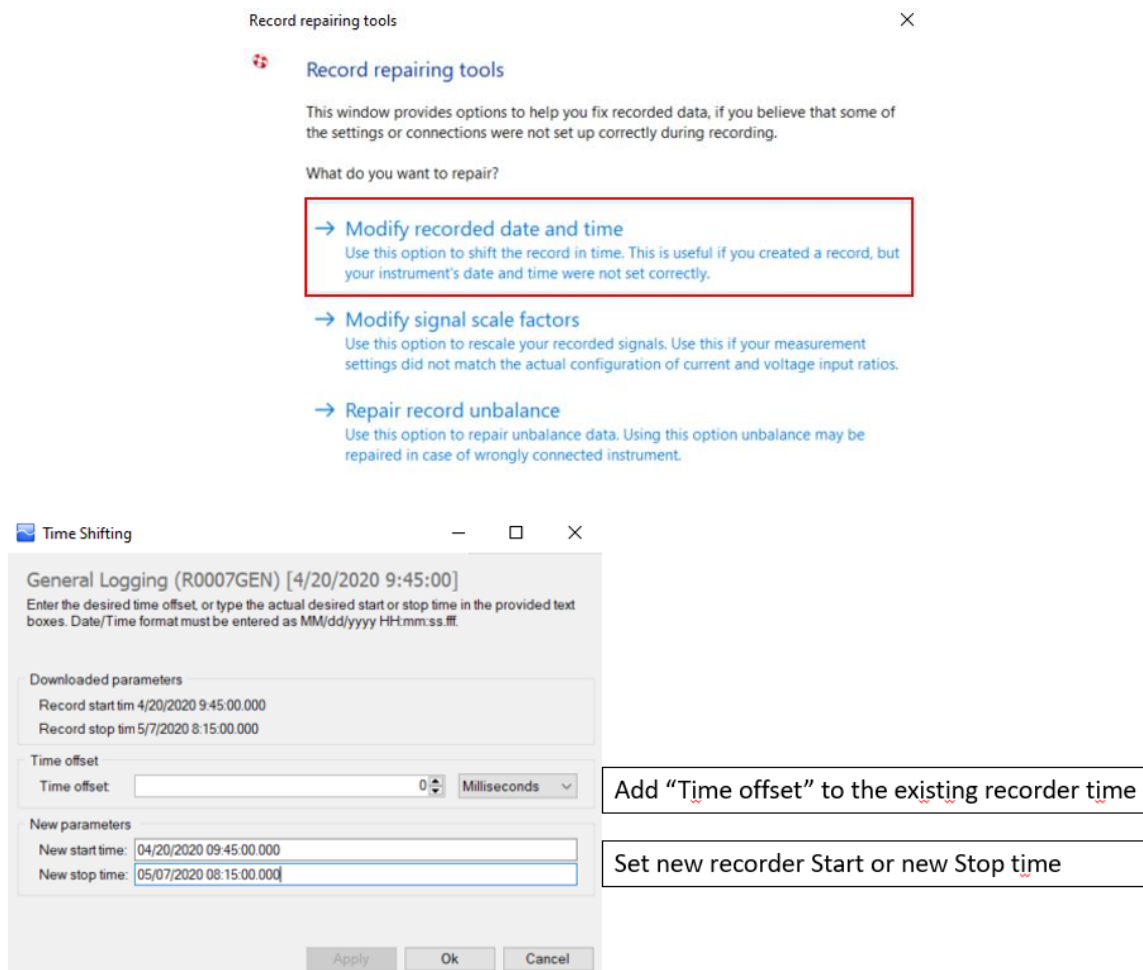 Record repairing tools
Record repairing tools
This window provides options to help you fix recorded data, if you believe that some of
the settings or connections were not set up correctly during recording.
What do you want to repair?
Modify recorded date and time
Use this option to shift the record in time. This is useful if you created a record, but
your instrument's date and time were not set correctly.
Modify signal scale factors
Use this option to rescale your recorded signals. Use this if your measurement
settings did not match the actual configuration of current and voltage input ratios.
Repair record unbalance
Use this option to repair unbalance data. Using this option unbalance may be
repaired in case of wrongly connected instrument.
Time Shifting
General Logging (R0007GEN) [4/20/2020 9:45:00]
Enter the desired time offset, or type the actual desired start or stop time in the provided text
boxes. Date/Time format must be entered as MM/dd/yyyy HH:mm:ss.fff.
Downloaded parameters
Record start tim 4/20/2020 9:45:00.000
Record stop tim 5/7/2020 8:15:00.000
Time offset
Time offset: 0 Milliseconds
Add “Time offset” to the existing recorder time
New parameters
New start time: 04/20/2020 09:45:00.000
New stop time: 05/07/2020 08:15:00.000
Set new recorder Start or new Stop time
Apply Ok Cancel